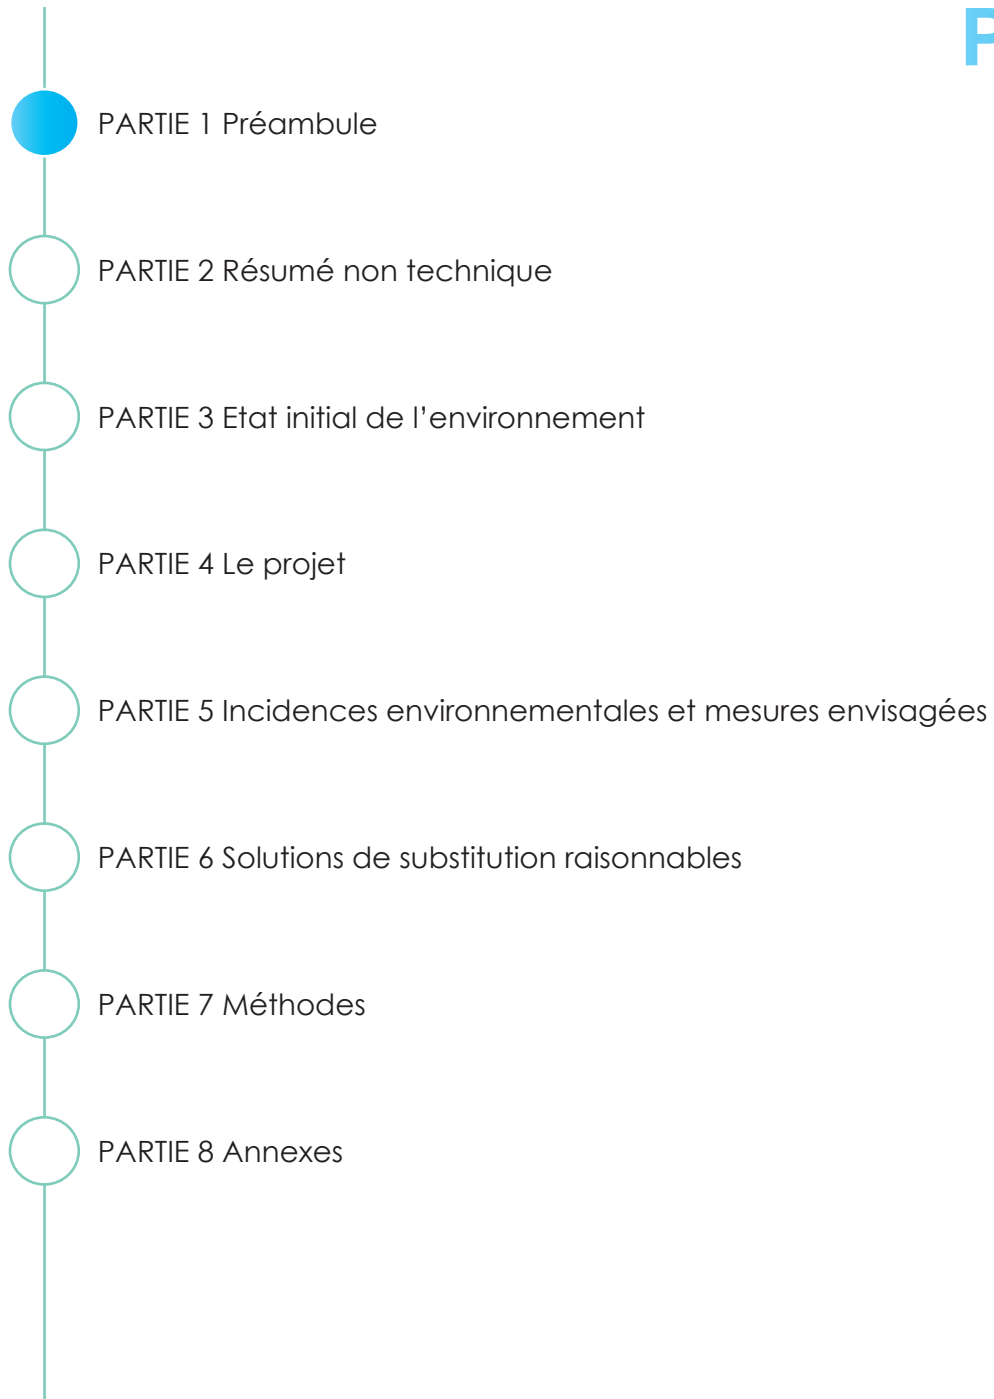 P
PARTIE 1 Préambule
PARTIE 2 Résumé non technique
PARTIE 3 Etat initial de l’environnement
PARTIE 4 Le projet
PARTIE 5 Incidences environnementales et mesures envisagées
PARTIE 6 Solutions de substitution raisonnables
PARTIE 7 Méthodes
PARTIE 8 Annexes